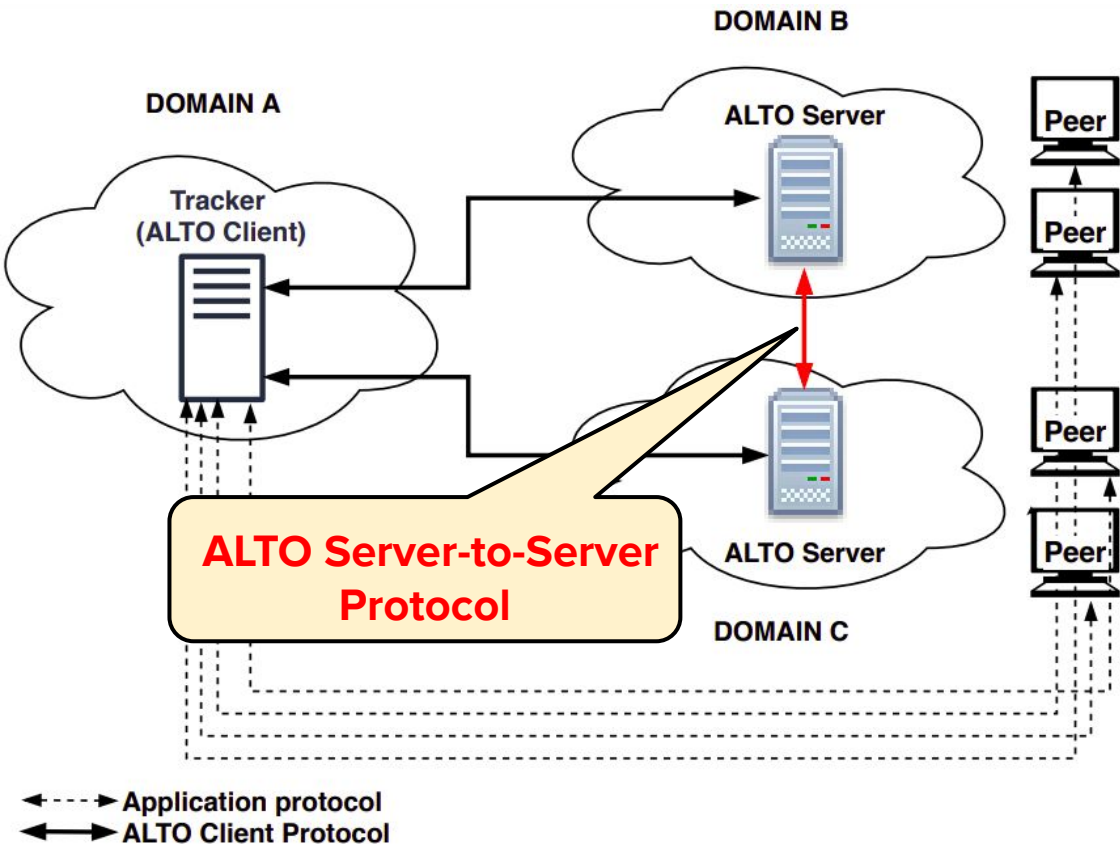 DOMAIN B
DOMAIN A
ALTO Server
Peer
Tracker
(ALTO Client)
Peer
Peer
ALTO Server-to-Server
Protocol
ALTO Server
Peer
DOMAIN C
Application protocol
ALTO Client Protocol